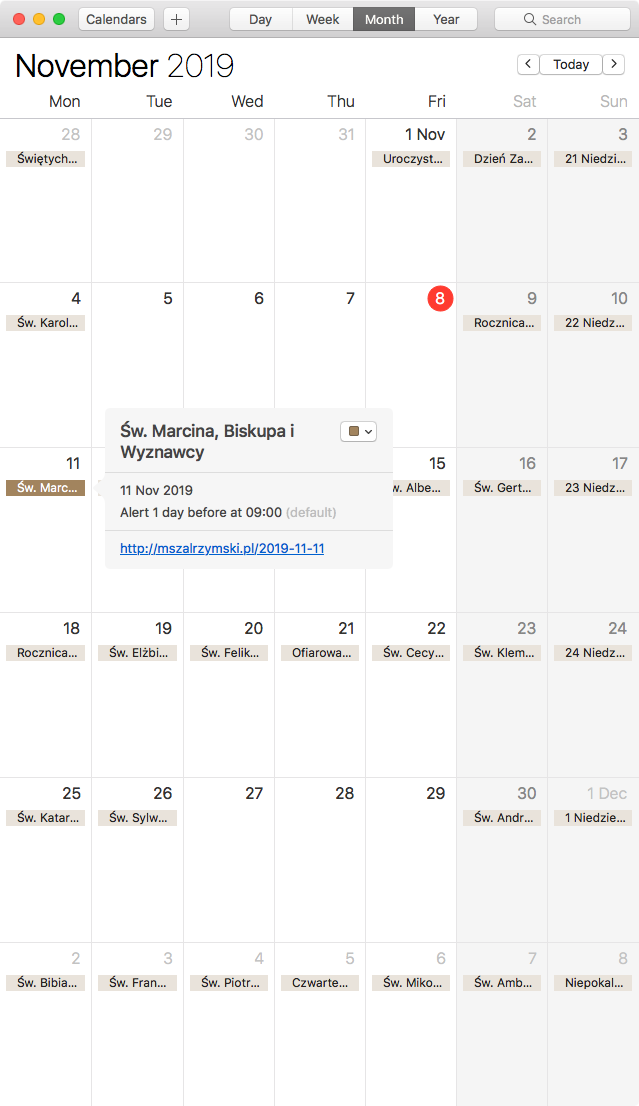 Calendars + Day Week Month Year Search
November 2019 Today
Mon Tue Wed Thu Fri Sat Sun
28 29 30 31 1 Nov 2 3
Świętych... Uroczyst... Dzień Za... 21 Niedzi...
4 5 6 7 8 9 10
Św. Karol... Rocznica... 22 Niedz...
Św. Marcina, Biskupa i
Wyznawcy
11 15 16 17
Św. Marc... w. Albe... Św. Gert... 23 Niedz...
11 Nov 2019
Alert 1 day before at 09:00 (default)
http://mszalrzymski.pl/2019-11-11
18 19 20 21 22 23 24
Rocznica... Św. Elżbi... Św. Felik... Ofiarowa... Św. Cecy... Św. Klem... 24 Niedz...
25 26 27 28 29 30 1 Dec
Św. Katar... Św. Sylw... Św. Andr... 1 Niedzie...
2 3 4 5 6 7 8
Św. Bibia... Św. Fran... Św. Piotr... Czwarte... Św. Miko... Św. Amb... Niepokal...